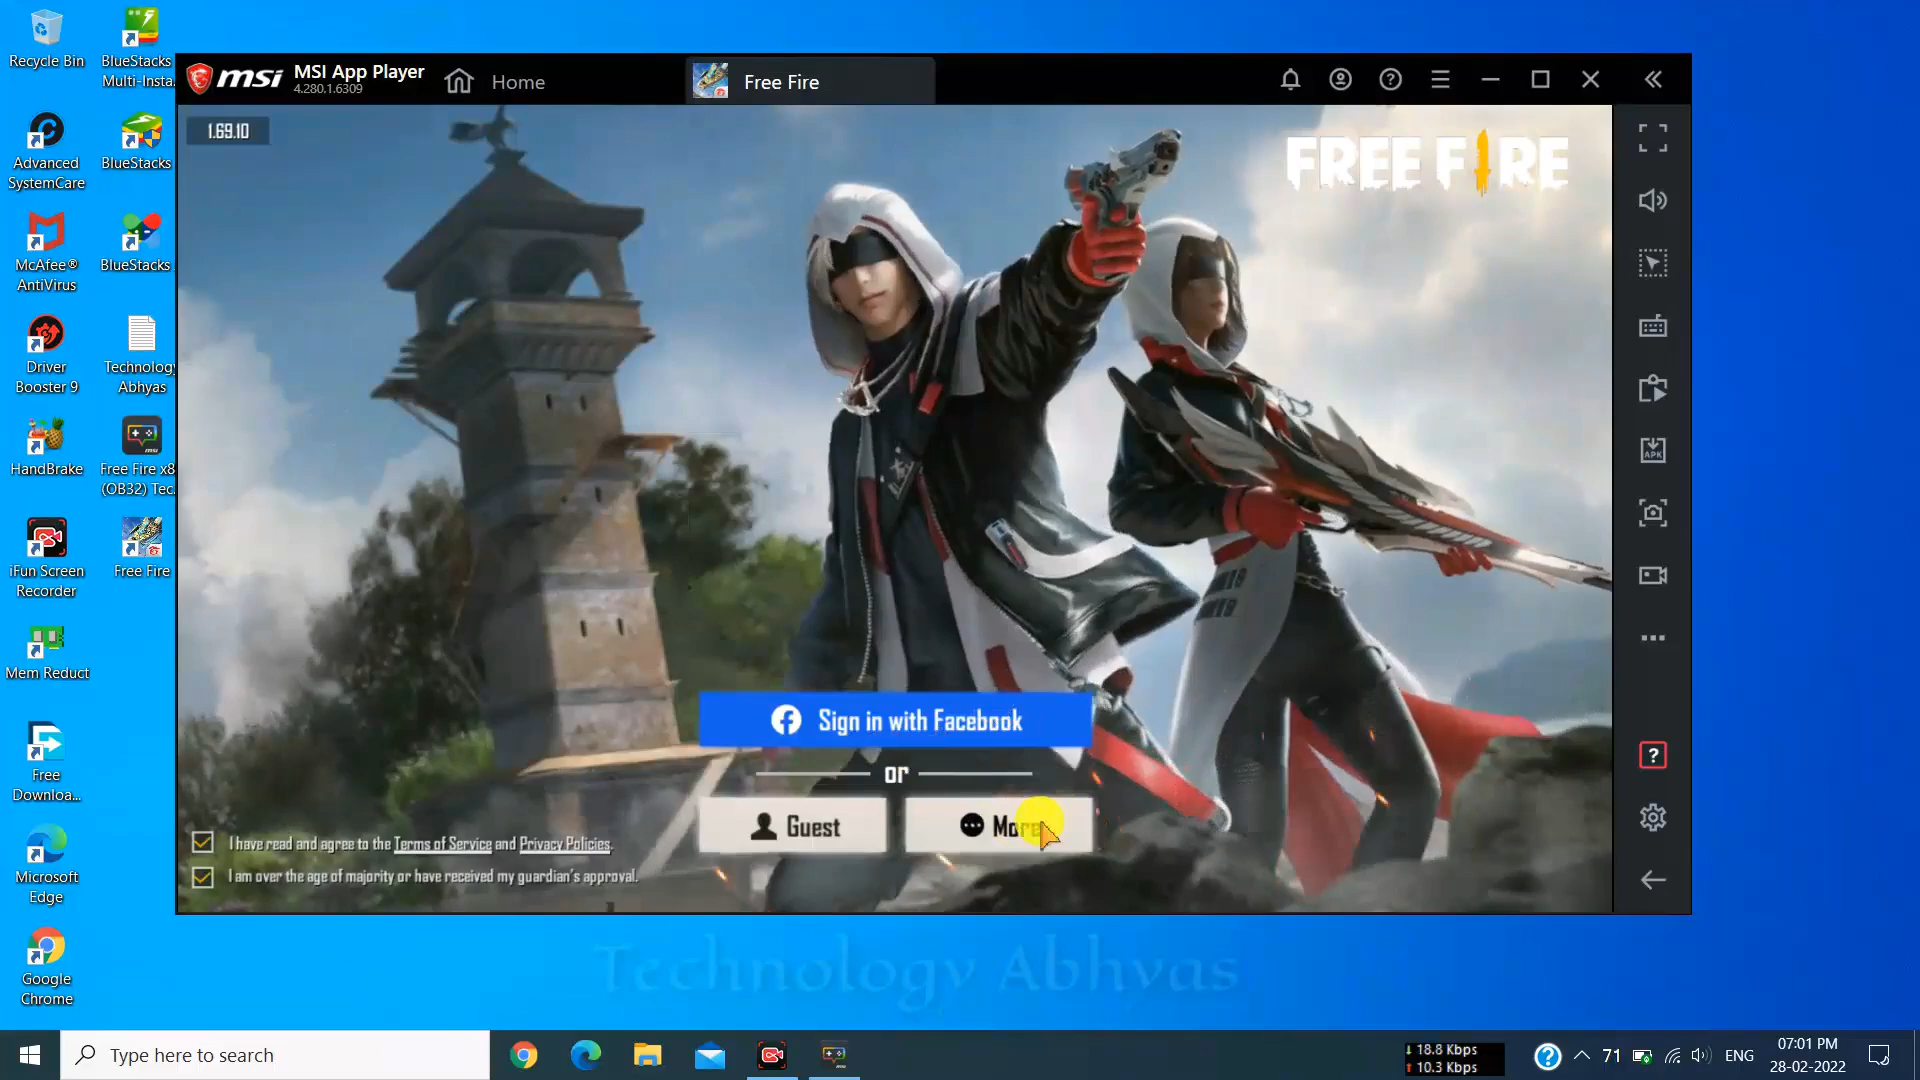 Recycle Bin
BlueStacks
Multi-Insta.
Advanced
SystemCare
BlueStacks
McAfee®
AntiVirus
BlueStacks
Driver
Booster 9
Technology
Abhyas
HandBrake
Free Fire x8
(OB32) Tec.
iFun Screen
Recorder
Free Fire
Mem Reduct
Free
Downloa...
Microsoft
Edge
Google
Chrome
msi
MSI App Player
4.280.1.6309
Home
Free Fire
1.69.10
FREE FIRE
APK
Sign in with Facebook
or
Guest
More
I have read and agree to the Terms of Service and Privacy Policies.
I am over the age of majority or have received my guardian's approval.
Technology Abhyas
Type here to search
↓ 18.8 Kbps
↑ 10.3 Kbps
71
ENG
07:01 PM
28-02-2022